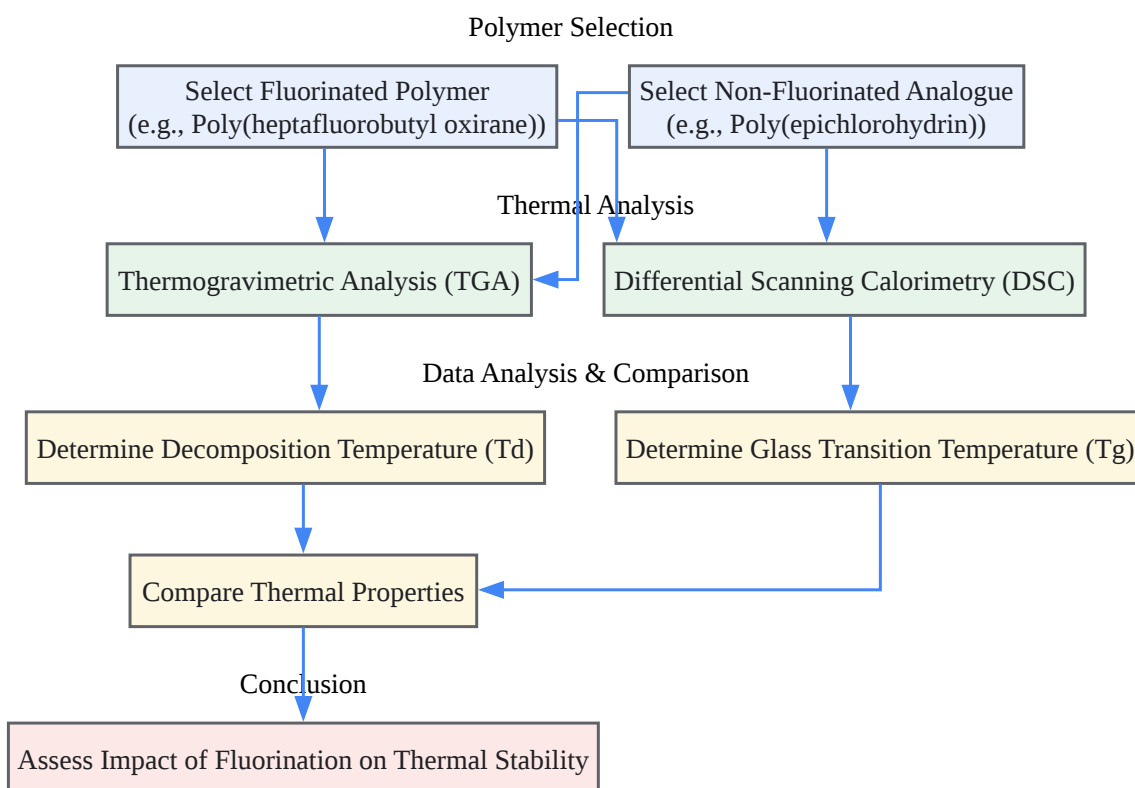 Polymer Selection
Select Fluorinated Polymer
(e.g., Poly(heptafluorobutyl oxirane))
Select Non-Fluorinated Analogue
(e.g., Poly(epichlorohydrin))
Thermal Analysis
Thermogravimetric Analysis (TGA)
Differential Scanning Calorimetry (DSC)
Data Analysis & Comparison
Determine Decomposition Temperature (Td)
Determine Glass Transition Temperature (Tg)
Compare Thermal Properties
Conclusion
Assess Impact of Fluorination on Thermal Stability